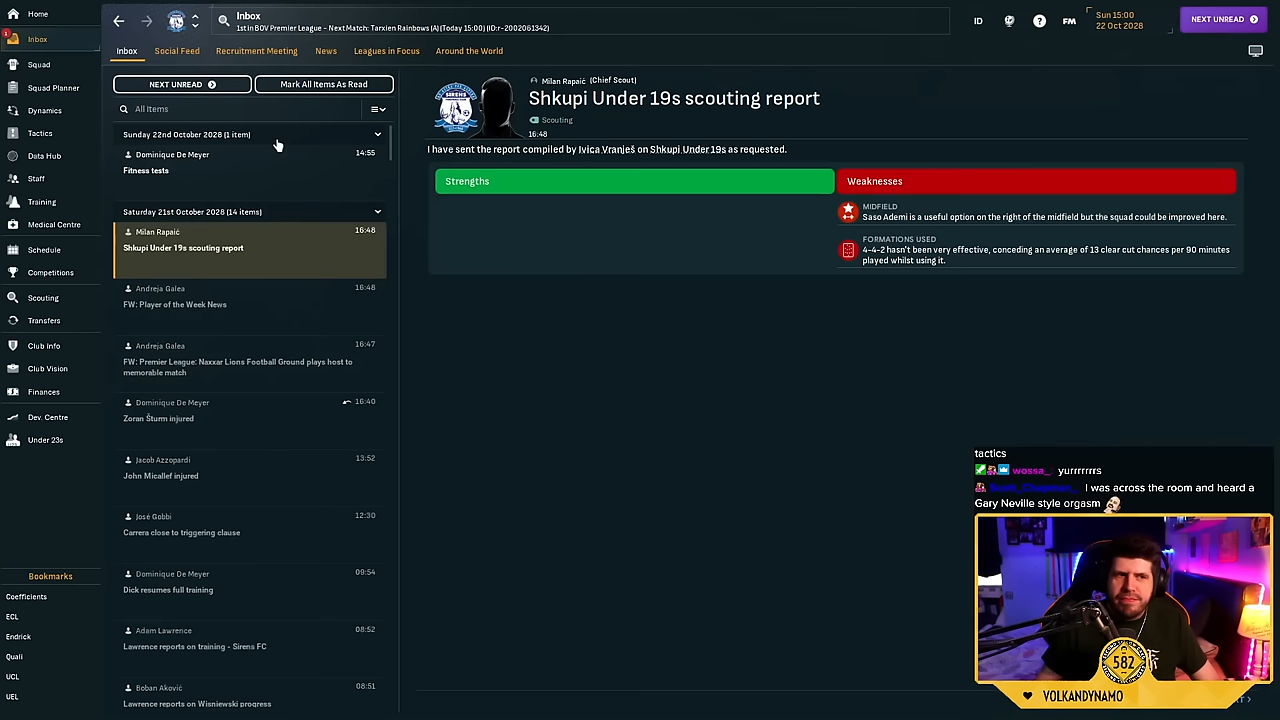 Home
Inbox
Squad
Squad Planner
Dynamics
Tactics
Data Hub
Staff
Training
Medical Centre
Schedule
Competitions
Scouting
Transfers
Club Info
Club Vision
Finances
Dev. Centre
Under 23s
Bookmarks
Coefficients
ECL
Endrick
Quali
UCL
UEL
Inbox
1st in BOV Premier League - Next Match: Tarxien Rainbows (A) (Today 15:00) (ID:r-2002061342)
ID
FM
Sun 15:00
22 Oct 2028
NEXT UNREAD
Inbox
Social Feed
Recruitment Meeting
News
Leagues in Focus
Around the World
NEXT UNREAD
Mark All Items As Read
All Items
Sunday 22nd October 2028 (1 item)
Dominique De Meyer 14:55
Fitness tests
Saturday 21st October 2028 (14 items)
Milan Rapaić 16:48
Shkupi Under 19s scouting report
Andreja Galea 16:48
FW: Player of the Week News
Andreja Galea 16:47
FW: Premier League: Naxxar Lions Football Ground plays host to
memorable match
Dominique De Meyer 16:40
Zoran Šturm injured
Jacob Azzopardi 13:52
John Micallef injured
José Gobbi 12:30
Carrera close to triggering clause
Dominique De Meyer 09:54
Dick resumes full training
Adam Lawrence 08:52
Lawrence reports on training - Sirens FC
Boban Aković 08:51
Lawrence reports on Wisniewski progress
SIRENS
Milan Rapaić (Chief Scout)
Shkupi Under 19s scouting report
Scouting
16:48
I have sent the report compiled by Ivica Vranješ on Shkupi Under 19s as requested.
Strengths
Weaknesses
MIDFIELD
Saso Ademi is a useful option on the right of the midfield but the squad could be improved here.
FORMATIONS USED
4-4-2 hasn't been very effective, conceding an average of 13 clear cut chances per 90 minutes
played whilst using it.
tactics
wossa_: yurrrrrrs
I was across the room and heard a
Gary Neville style orgasm
582
VOLKANDYNAMO